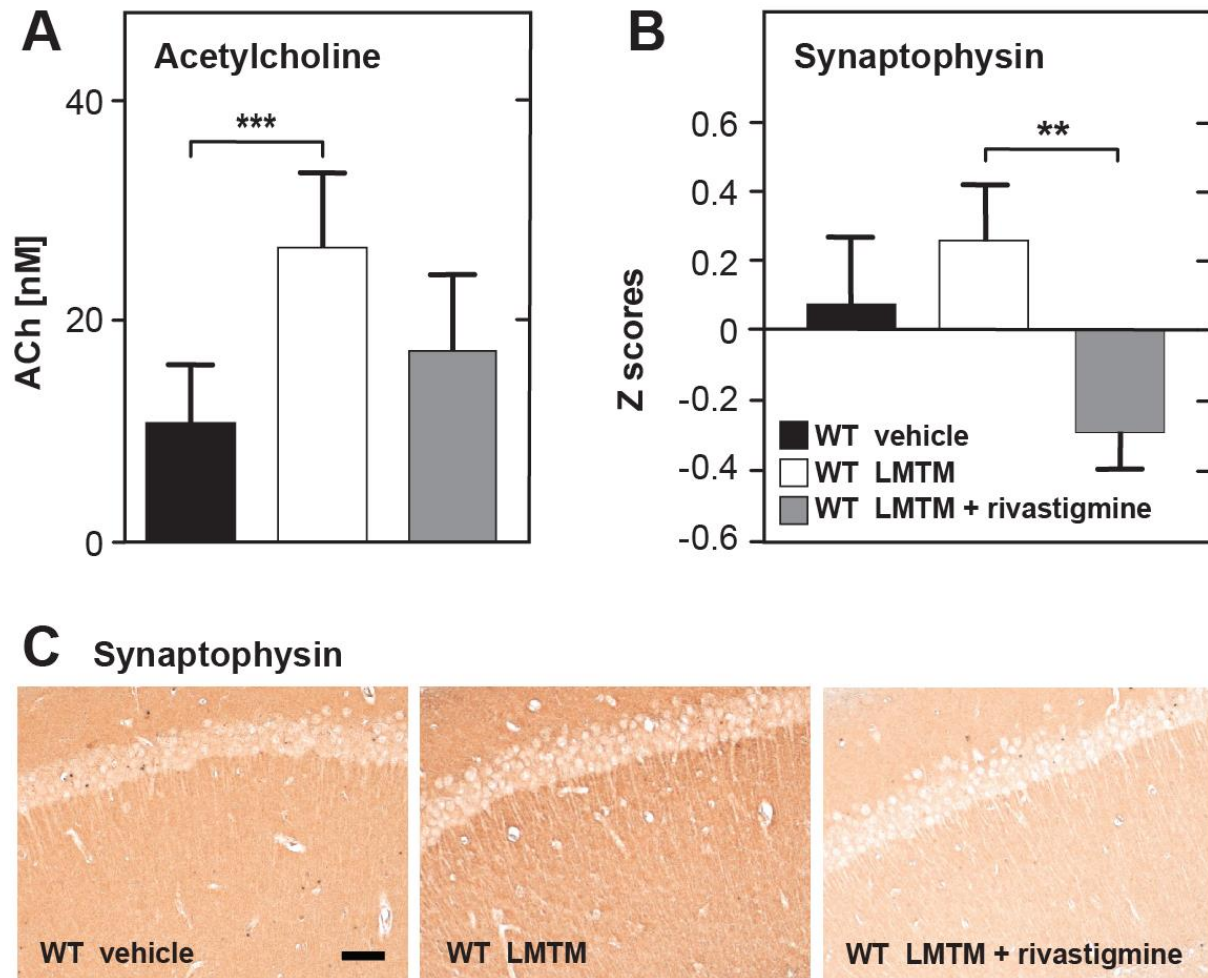 A
Acetylcholine
ACh [nM]
40
20
0
***
B
Synaptophysin
Z scores
0.6
0.4
0.2
0
-0.2
-0.4
-0.6
**
WT vehicle
WT LMTM
WT LMTM + rivastigmine
C Synaptophysin
WT vehicle
WT LMTM
WT LMTM + rivastigmine